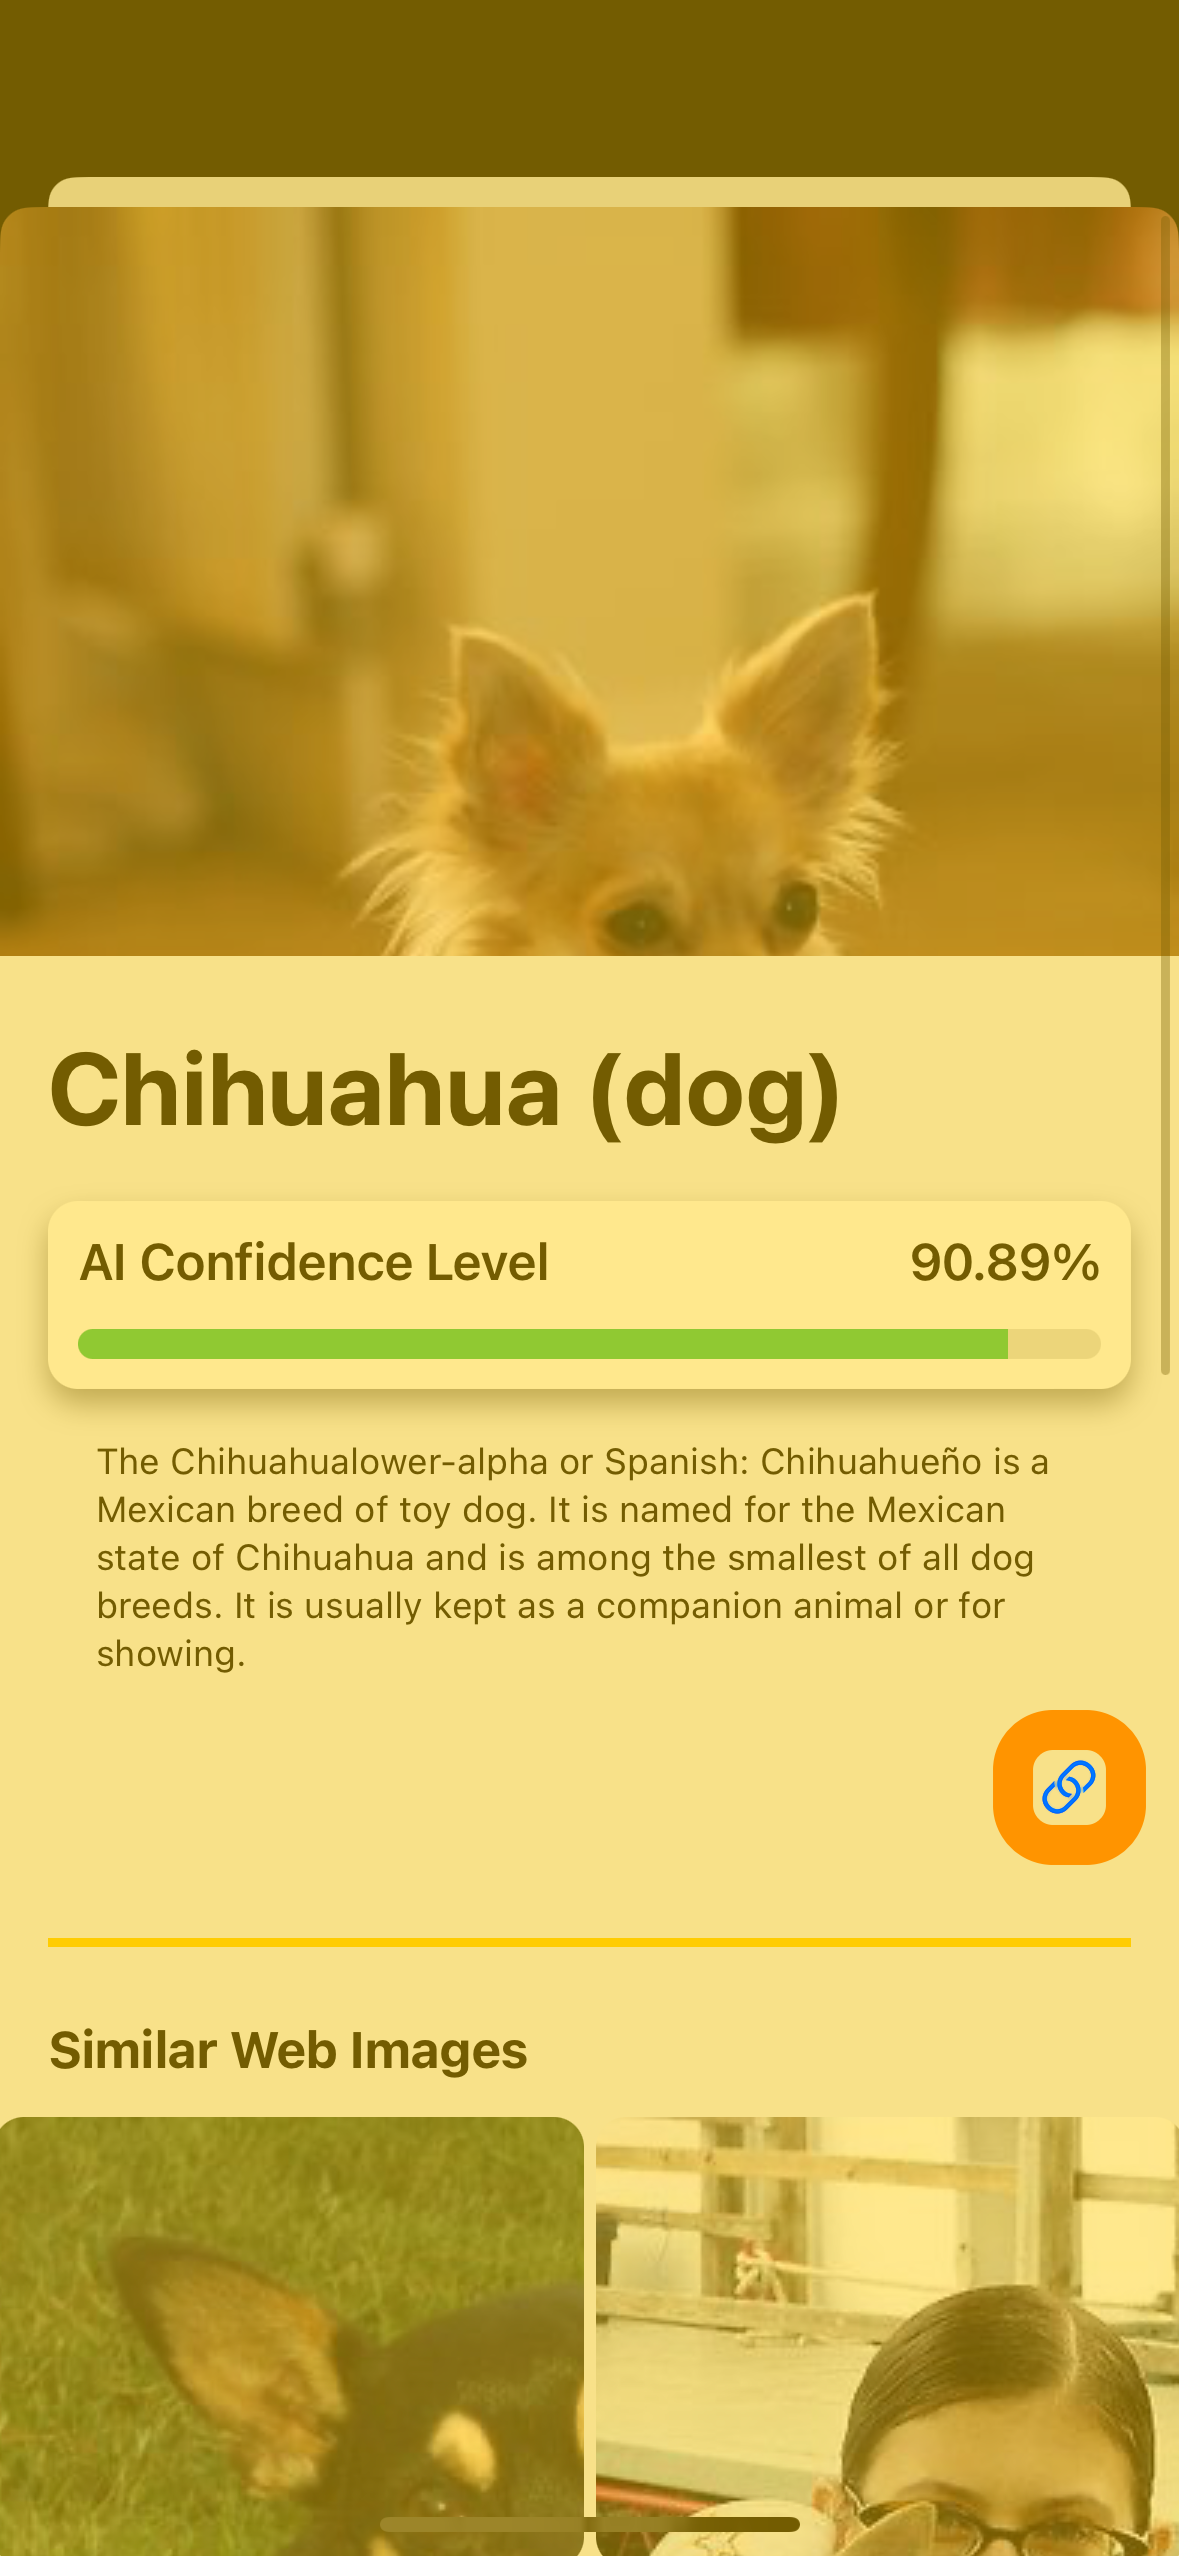 Chihuahua (dog)
AI Confidence Level 90.89%
The Chihuahualower-alpha or Spanish: Chihuahueño is a
Mexican breed of toy dog. It is named for the Mexican
state of Chihuahua and is among the smallest of all dog
breeds. It is usually kept as a companion animal or for
showing.
Similar Web Images